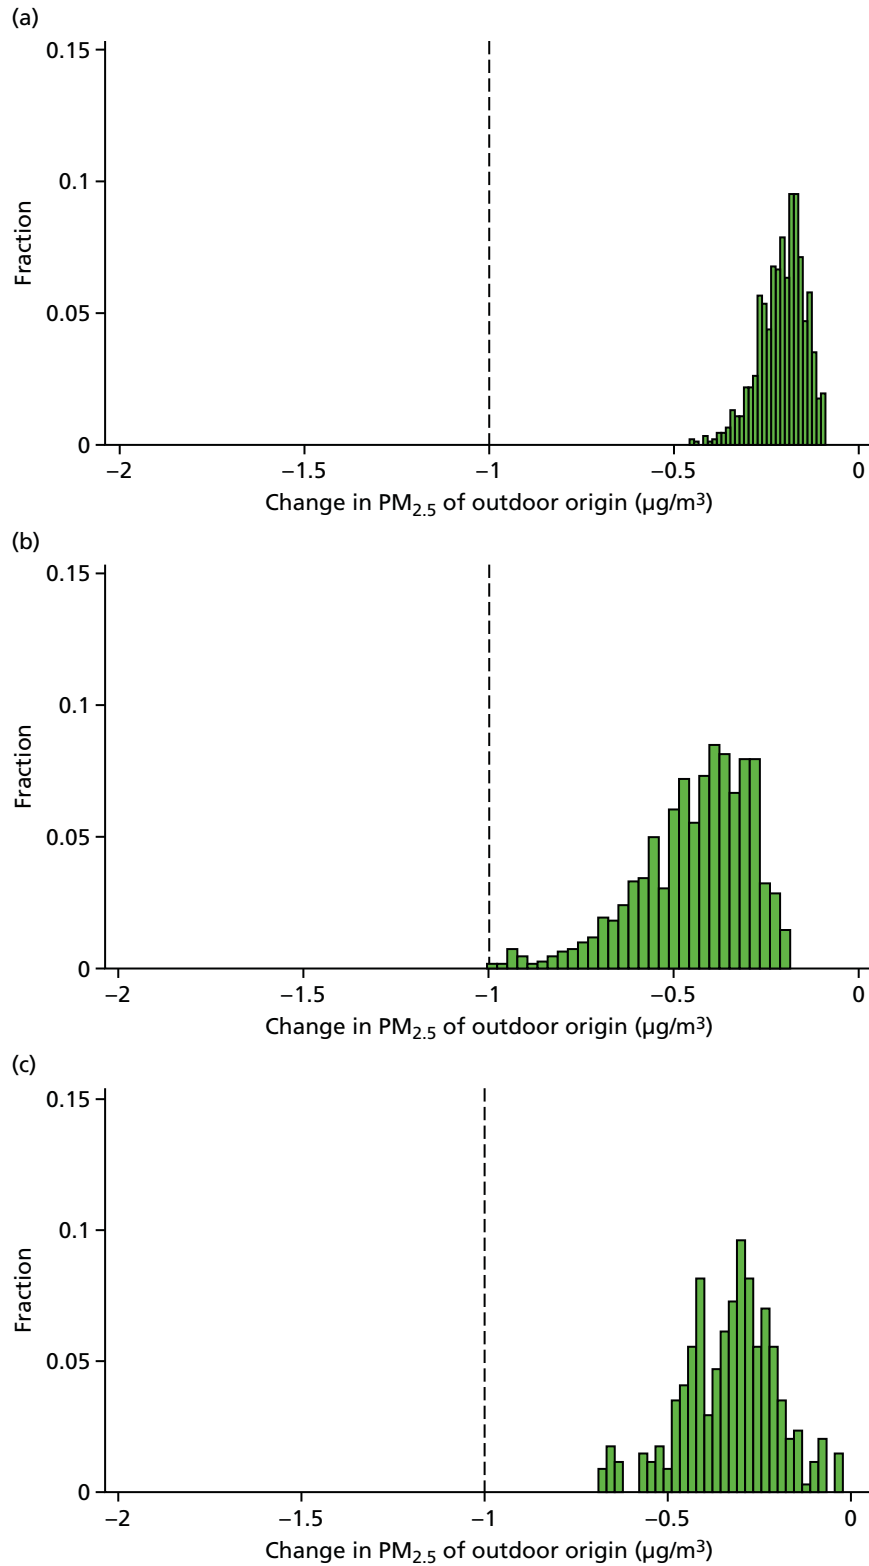 (a)
0.15
0.1
0.05
0
Fraction
−2 −1.5 −1 −0.5 0
Change in PM2.5 of outdoor origin (µg/m³)
(b)
0.15
0.1
0.05
0
Fraction
−2 −1.5 −1 −0.5 0
Change in PM2.5 of outdoor origin (µg/m³)
(c)
0.15
0.1
0.05
0
Fraction
−2 −1.5 −1 −0.5 0
Change in PM2.5 of outdoor origin (µg/m³)